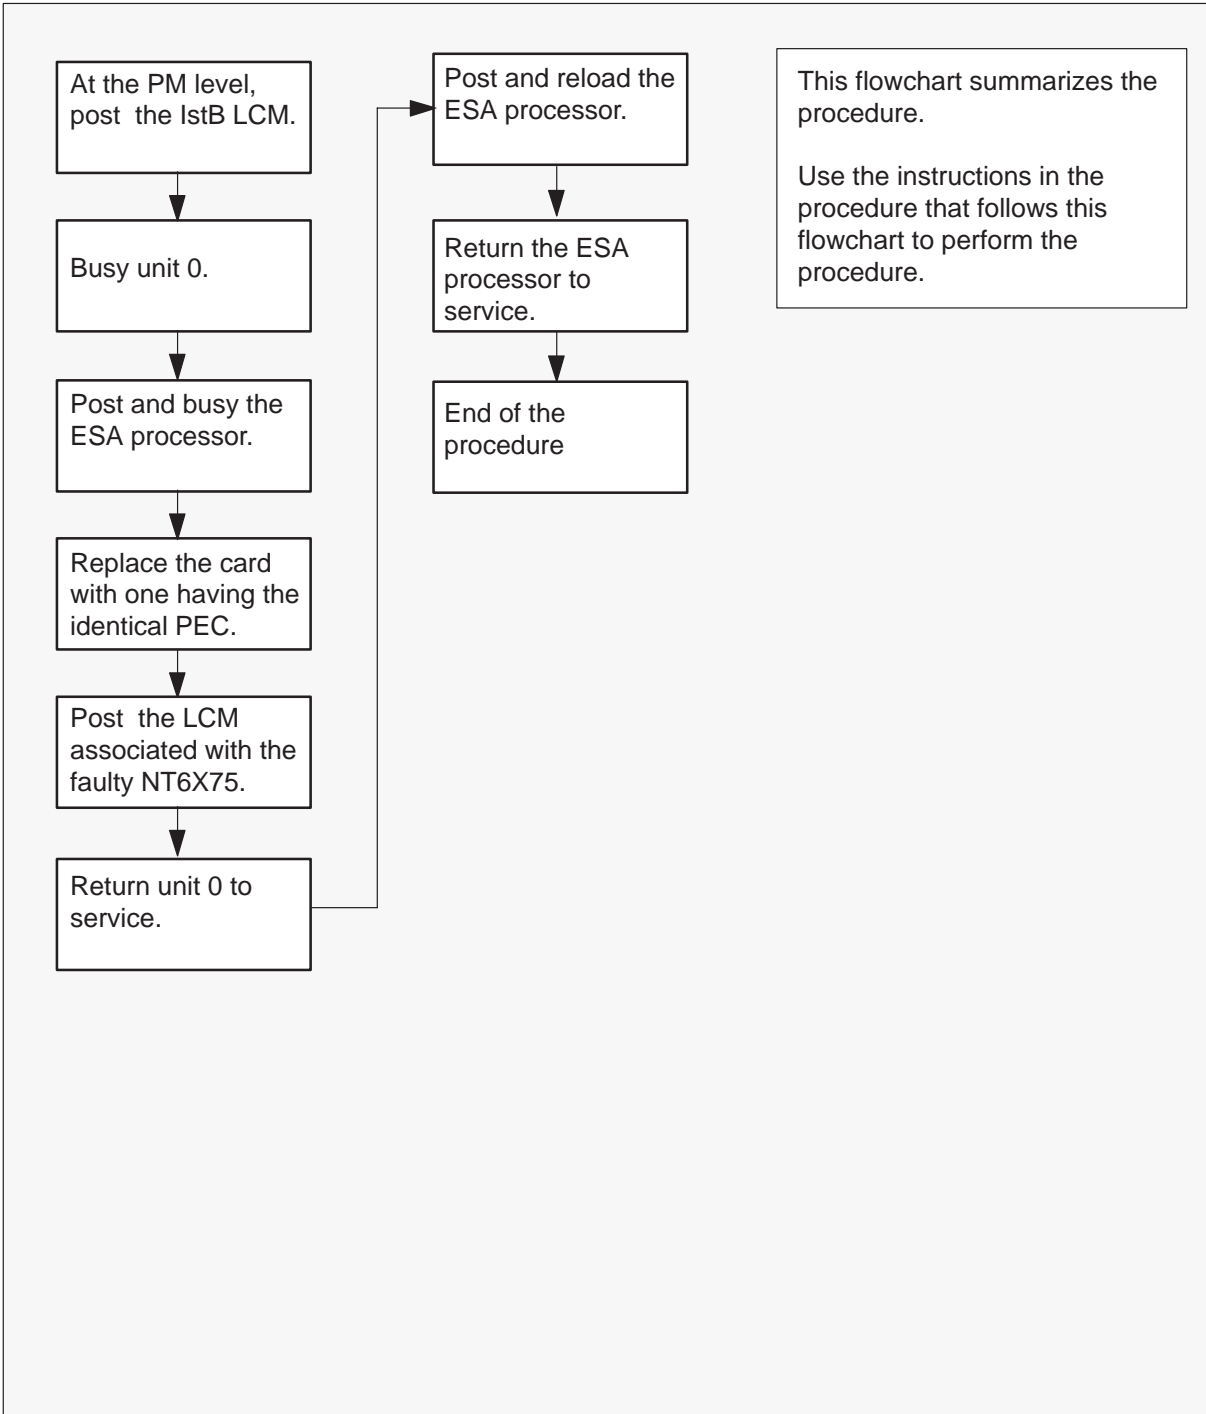 At the PM level,
post  the IstB LCM.
Busy unit 0.
Post and busy the
ESA processor.
Replace the card
with one having the
identical PEC.
Post  the LCM
associated with the
faulty NT6X75.
Return unit 0 to
service.
Post and reload the
ESA processor.
Return the ESA
processor to
service.
End of the
procedure
This flowchart summarizes the
procedure.
Use the instructions in the
procedure that follows this
flowchart to perform the
procedure.